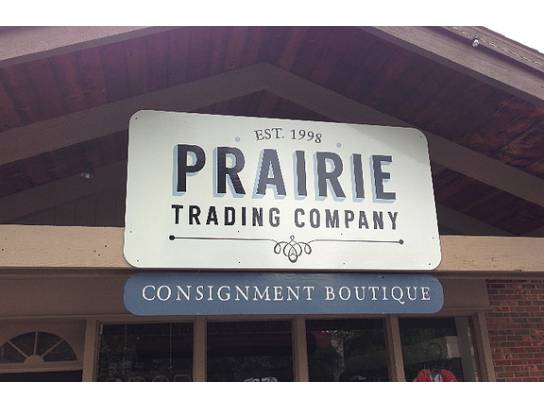 EST. 1998
PRAIRIE
TRADING COMPANY
CONSIGNMENT BOUTIQUE